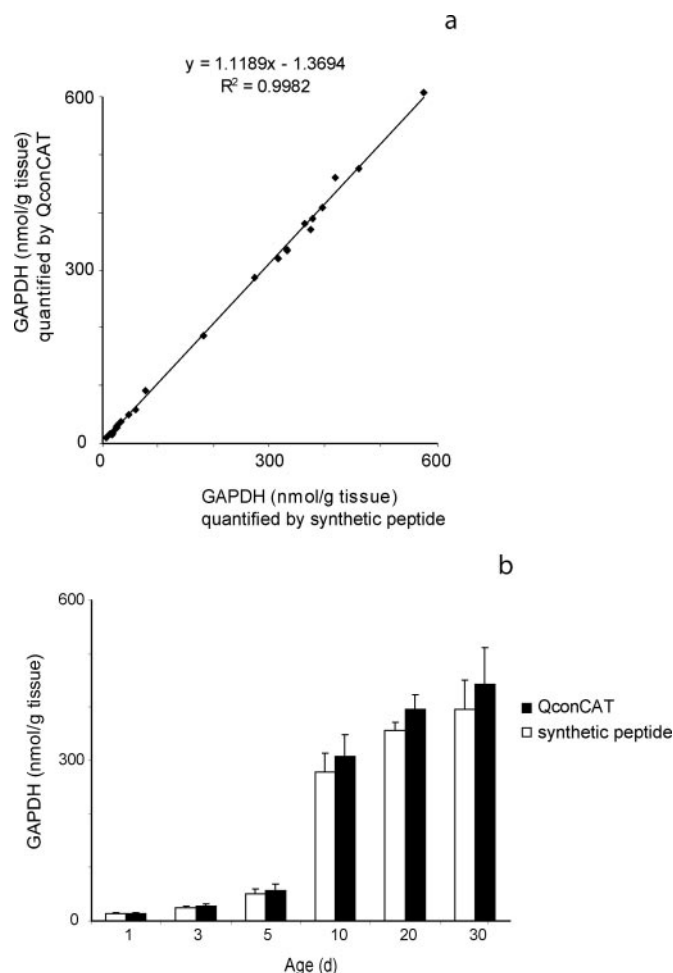 a
y = 1.1189x - 1.3694
R² = 0.9982
GAPDH (nmol/g tissue)
quantified by QconCAT
600
300
0
0 300 600
GAPDH (nmol/g tissue)
quantified by synthetic peptide
b
GAPDH (nmol/g tissue)
600
300
0
QconCAT
synthetic peptide
1 3 5 10 20 30
Age (d)